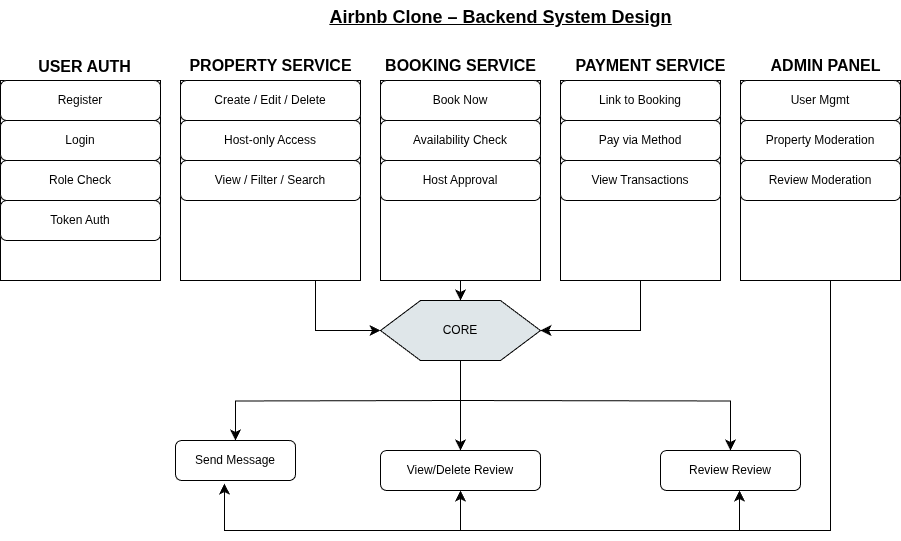 Airbnb Clone – Backend System Design
USER AUTH
Register
Login
Role Check
Token Auth
PROPERTY SERVICE
Create / Edit / Delete
Host-only Access
View / Filter / Search
BOOKING SERVICE
Book Now
Availability Check
Host Approval
PAYMENT SERVICE
Link to Booking
Pay via Method
View Transactions
ADMIN PANEL
User Mgmt
Property Moderation
Review Moderation
CORE
Send Message
View/Delete Review
Review Review